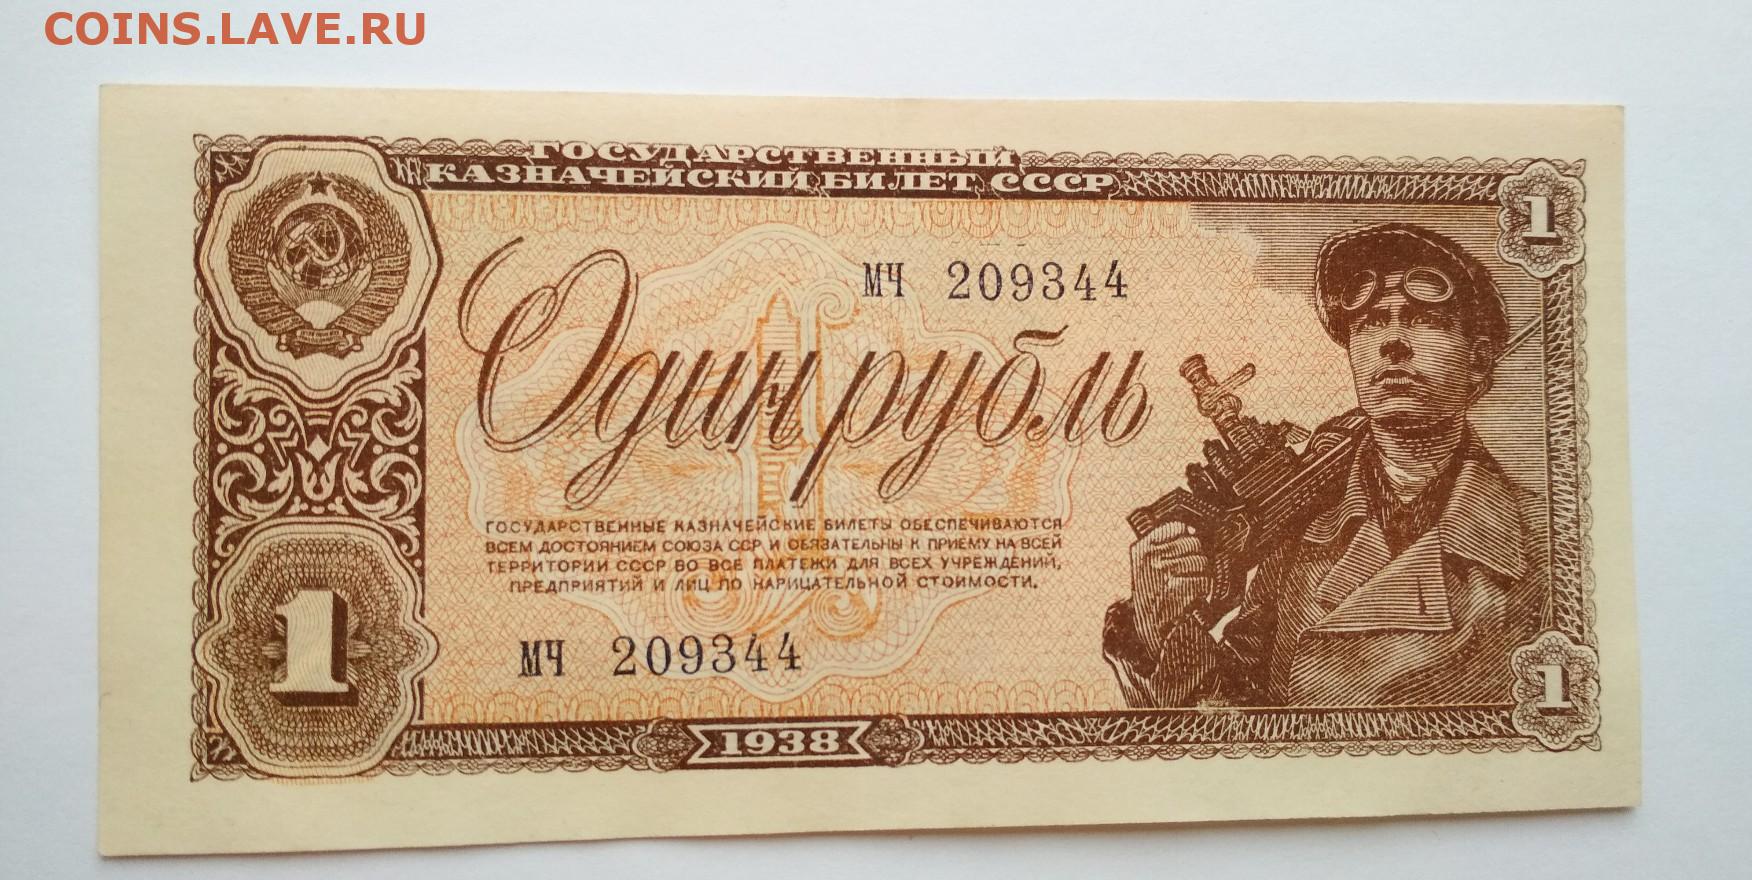 COINS.LAVE.RU
ГОСУДАРСТВЕННЫЙ
КАЗНАЧЕЙСКИЙ БИЛЕТ СССР
1
МЧ 209344
Один рубль
ГОСУДАРСТВЕННЫЕ КАЗНАЧЕЙСКИЕ БИЛЕТЫ ОБЕСПЕЧИВАЮТСЯ
ВСЕМ ДОСТОЯНИЕМ СОЮЗА ССР И ОБЯЗАТЕЛЬНЫ К ПРИЕМУ НА ВСЕЙ
ТЕРРИТОРИИ СССР ВО ВСЕ ПЛАТЕЖИ ДЛЯ ВСЕХ УЧРЕЖДЕНИЙ,
ПРЕДПРИЯТИЙ И ЛИЦ ПО НАРИЦАТЕЛЬНОЙ СТОИМОСТИ.
1
МЧ 209344
1
1938